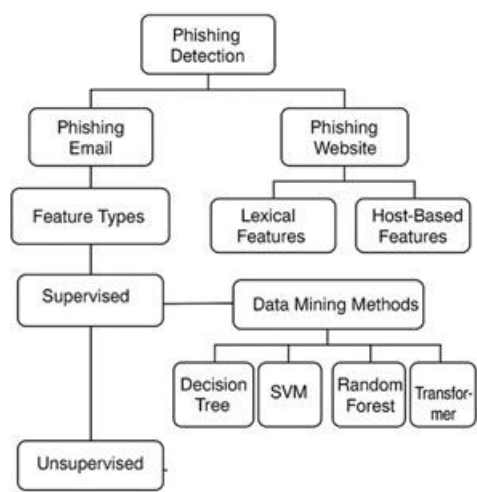 Phishing
Detection
Phishing
Email
Phishing
Website
Feature Types
Lexical
Features
Host-Based
Features
Supervised
Data Mining Methods
Decision
Tree
SVM
Random
Forest
Transfor-
mer
Unsupervised